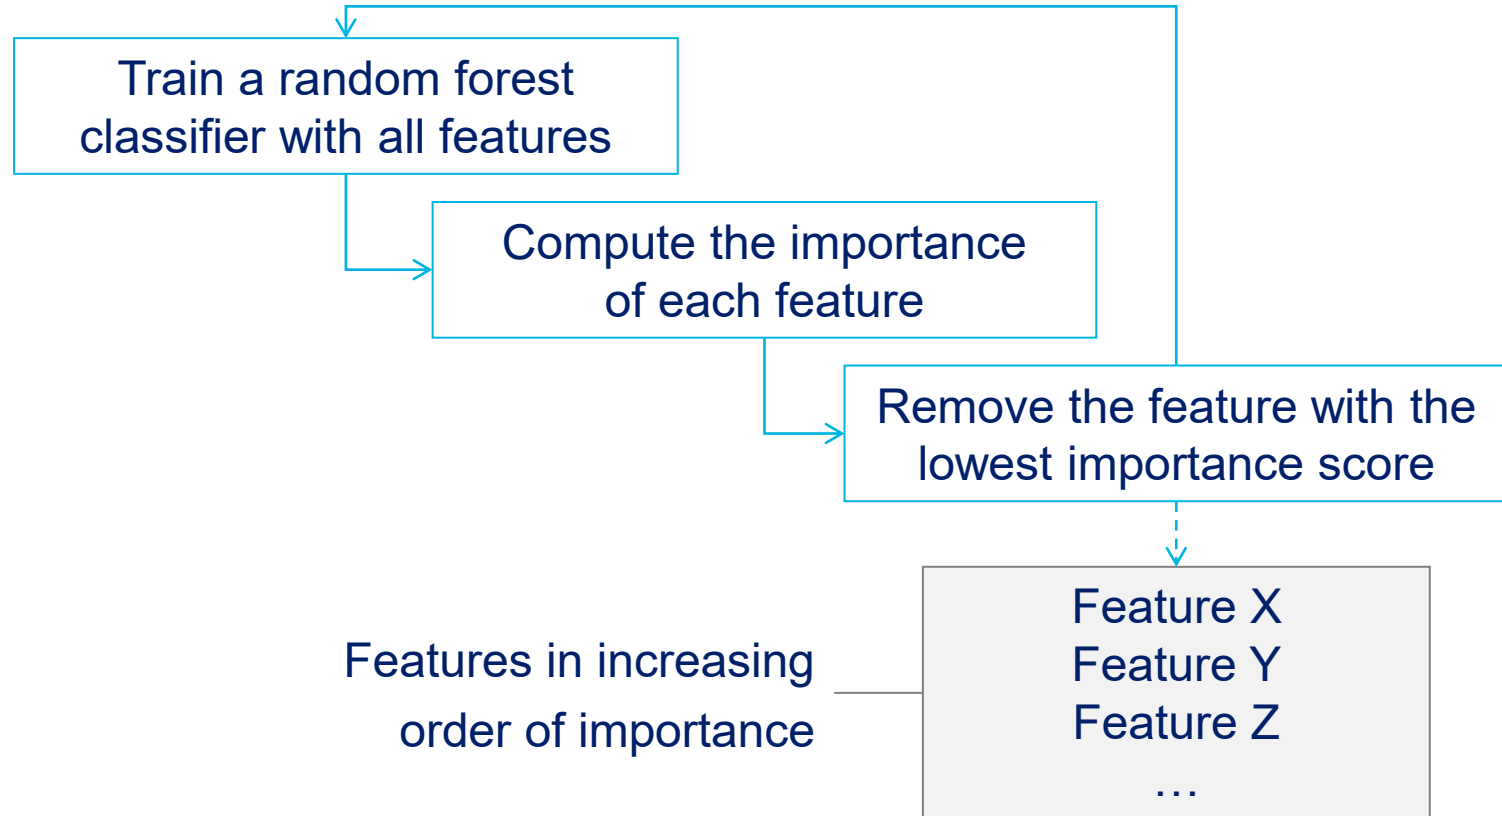 Train a random forest
classifier with all features
Compute the importance
of each feature
Remove the feature with the
lowest importance score
Features in increasing
order of importance
Feature X
Feature Y
Feature Z
…